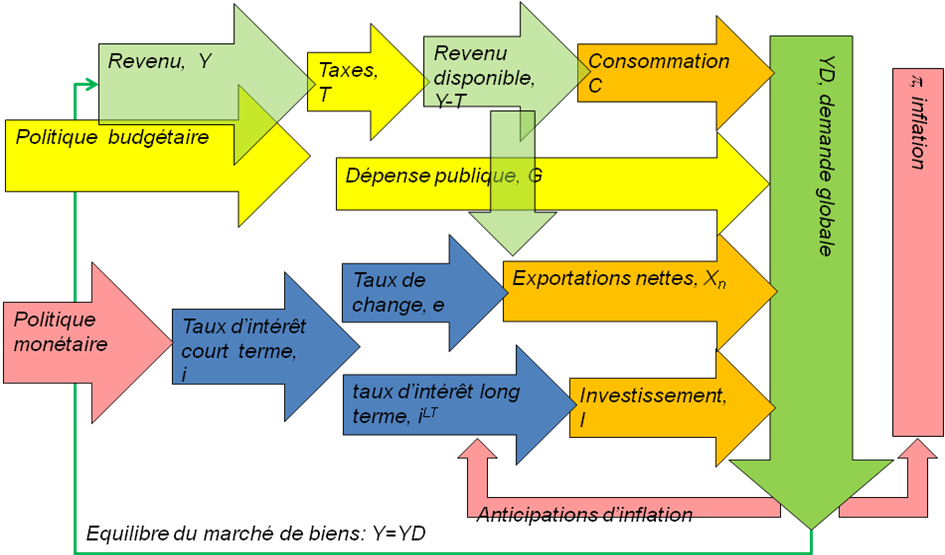 Revenu, Y
Taxes,
T
Revenu
disponible,
Y-T
Consommation
C
YD, demande globale
π, inflation
Politique budgétaire
Dépense publique, G
Taux de
change, e
Exportations nettes, Xn
Politique
monétaire
Taux d'intérêt
court terme,
i
taux d'intérêt long
terme, iLT
Investissement,
I
Anticipations d'inflation
Equilibre du marché de biens: Y=YD